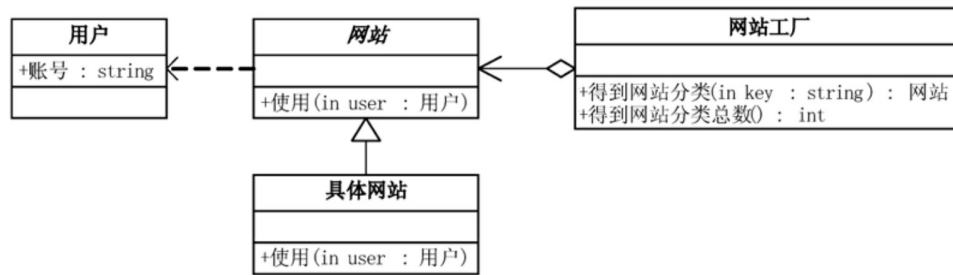 用户
+账号 : string
网站
+使用(in user : 用户)
网站工厂
+得到网站分类(in key : string) : 网站
+得到网站分类总数() : int
具体网站
+使用(in user : 用户)